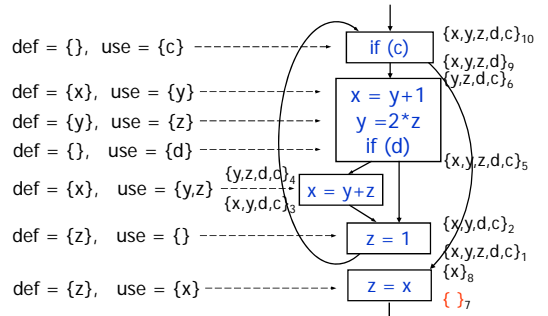 {x,y,z,d,c}10
def = {}, use = {c}
if (c)
{x,y,z,d}9
{y,z,d,c}6
def = {x}, use = {y}
x = y+1
def = {y}, use = {z}
y =2*z
def = {}, use = {d}
if (d)
{x,y,z,d,c}5
{y,z,d,c}4
def = {x}, use = {y,z}
x = y+z
{x,y,d,c}3
{x,y,d,c}2
def = {z}, use = {}
z = 1
{x,y,z,d,c}1
{x}8
def = {z}, use = {x}
z = x
{ }7